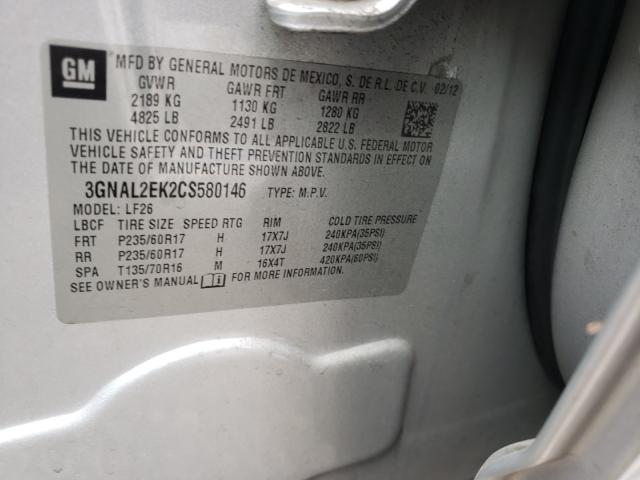 GM
MFD BY GENERAL MOTORS DE MEXICO, S. DE R.L. DE C.V. 02/12
GVWR GAWR FRT GAWR RR
2189 KG 1130 KG 1280 KG
4825 LB 2491 LB 2822 LB
THIS VEHICLE CONFORMS TO ALL APPLICABLE U.S. FEDERAL MOTOR
VEHICLE SAFETY AND THEFT PREVENTION STANDARDS IN EFFECT ON
THE DATE OF MANUFACTURE SHOWN ABOVE.
3GNAL2EK2CS580146 TYPE: M.P.V.
MODEL: LF26
LBCF TIRE SIZE SPEED RTG RIM COLD TIRE PRESSURE
FRT P235/60R17 H 17X7J 240KPA(35PSI)
RR P235/60R17 H 17X7J 240KPA(35PSI)
SPA T135/70R16 M 16X4T 420KPA(60PSI)
SEE OWNER'S MANUAL FOR MORE INFORMATION.